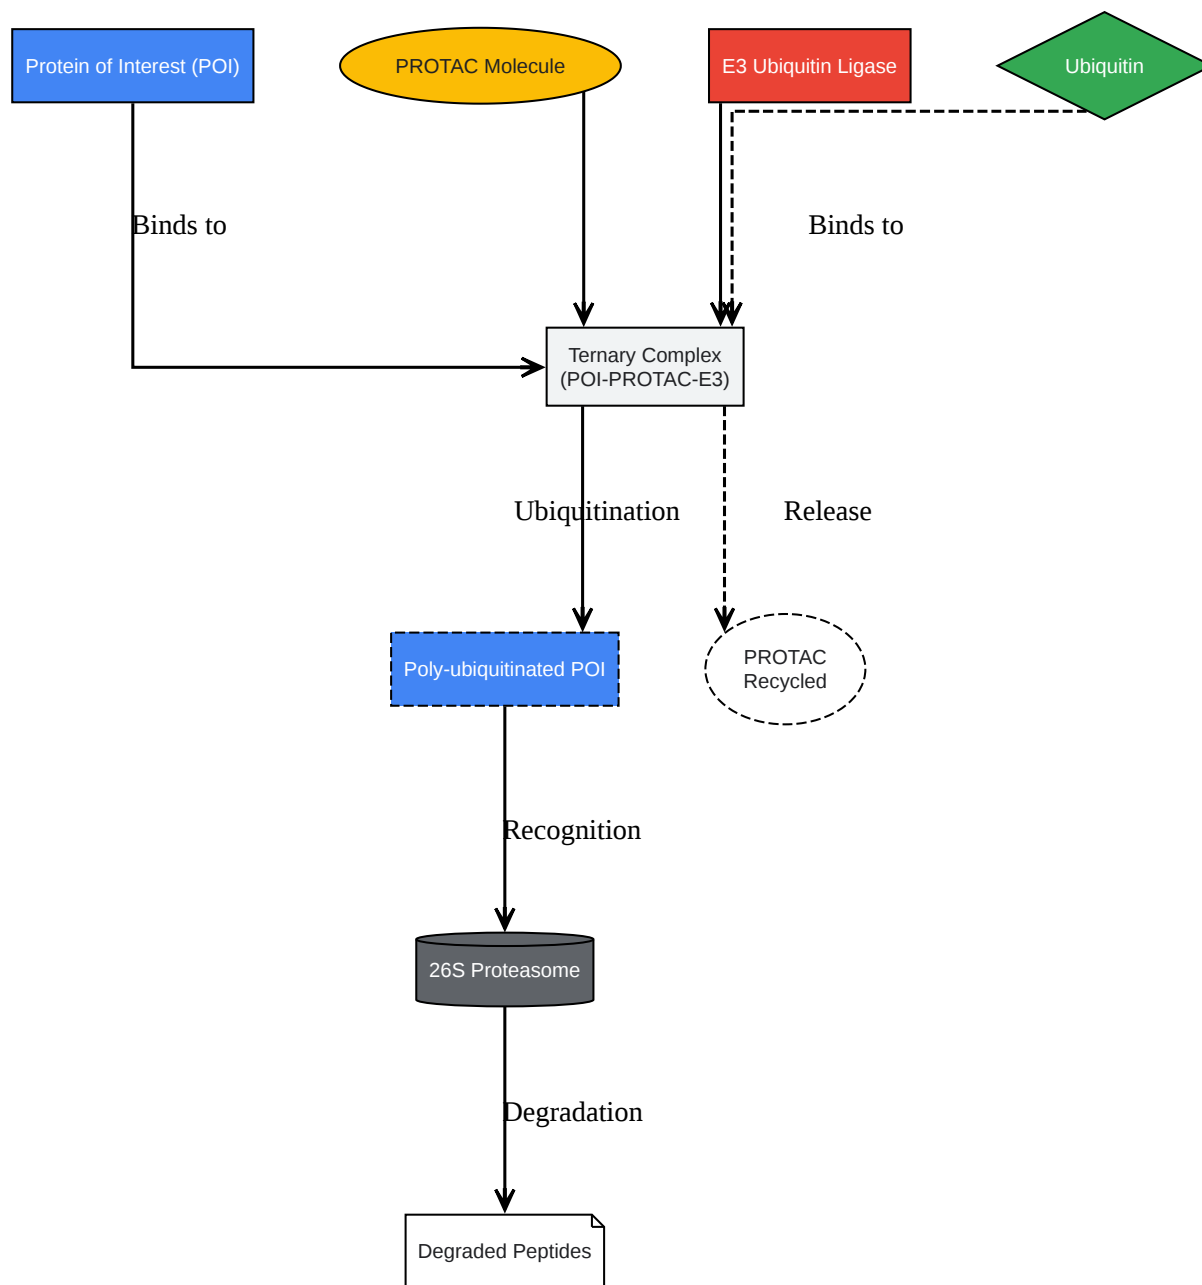 Protein of Interest (POI)
PROTAC Molecule
E3 Ubiquitin Ligase
Ubiquitin
Binds to
Binds to
Ternary Complex
(POI-PROTAC-E3)
Ubiquitination
Release
Poly-ubiquitinated POI
PROTAC
Recycled
Recognition
26S Proteasome
Degradation
Degraded Peptides